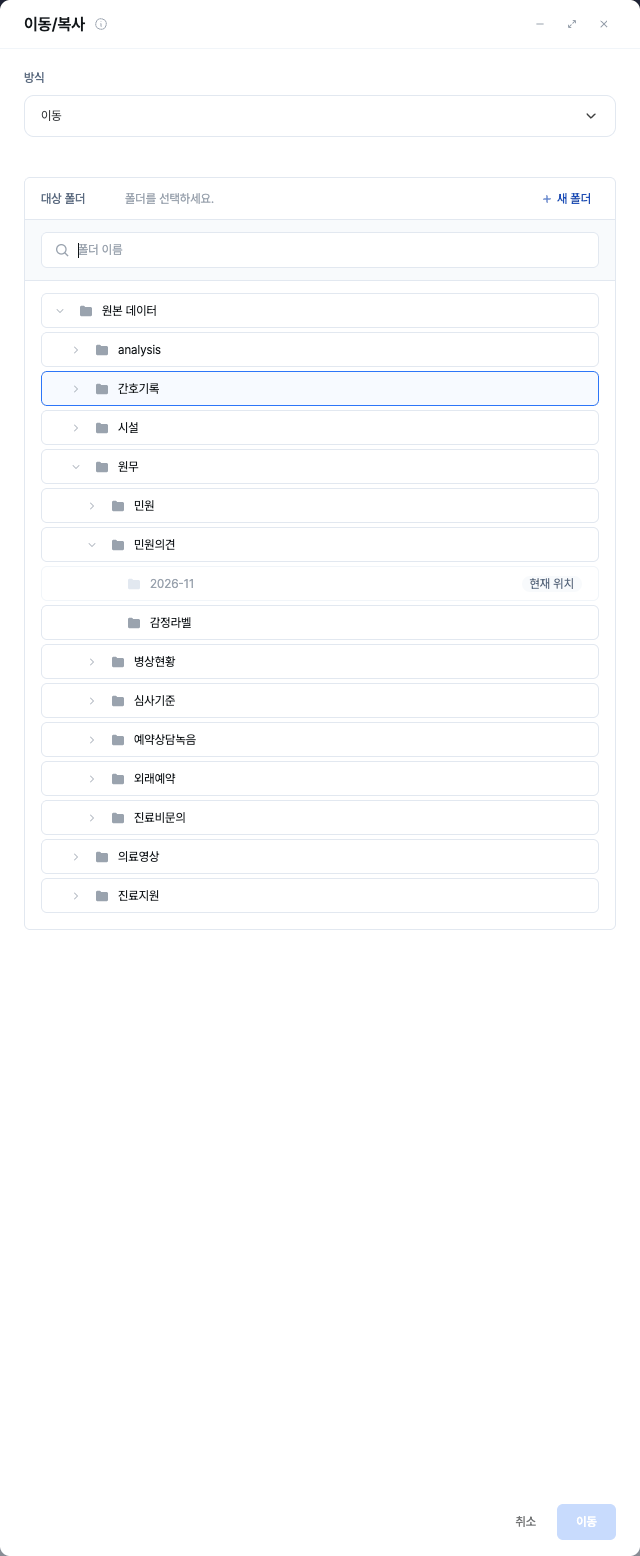 이동/복사
방식
이동
대상 폴더 폴더를 선택하세요. + 새 폴더
폴더 이름
원본 데이터
analysis
간호기록
시설
원무
민원
민원의견
2026-11 현재 위치
감정라벨
병상현황
심사기준
예약상담녹음
외래예약
진료비문의
의료영상
진료지원
취소 이동